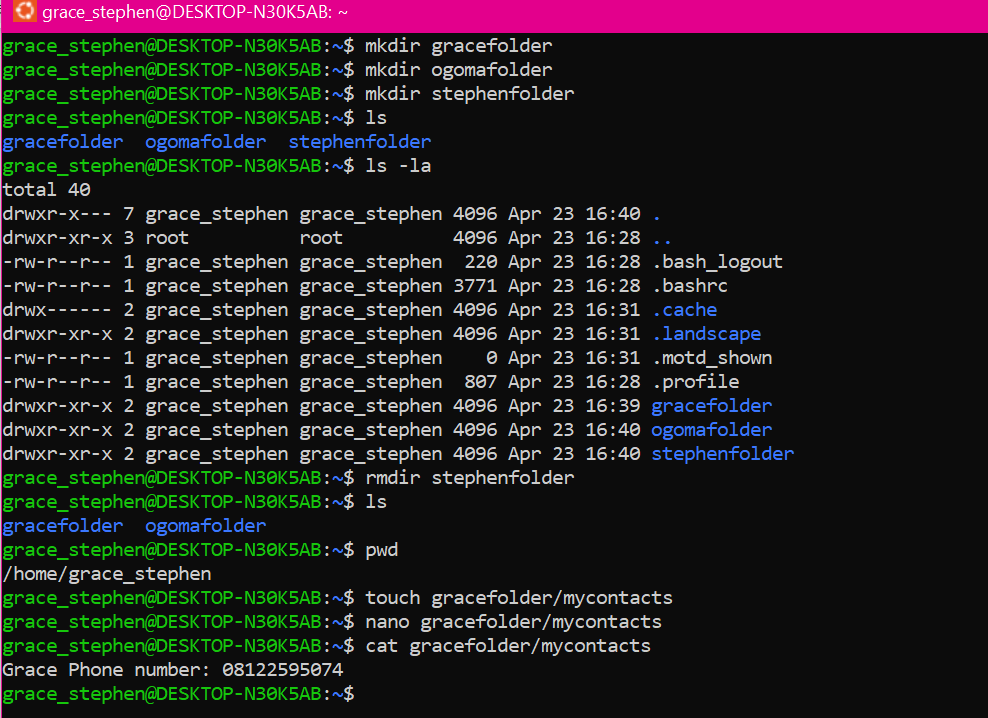 grace_stephen@DESKTOP-N30K5AB: ~
grace_stephen@DESKTOP-N30K5AB:~$ mkdir gracefolder
grace_stephen@DESKTOP-N30K5AB:~$ mkdir ogomafolder
grace_stephen@DESKTOP-N30K5AB:~$ mkdir stephenfolder
grace_stephen@DESKTOP-N30K5AB:~$ ls
gracefolder  ogomafolder  stephenfolder
grace_stephen@DESKTOP-N30K5AB:~$ ls -la
total 40
drwxr-x--- 7 grace_stephen grace_stephen 4096 Apr 23 16:40 .
drwxr-xr-x 3 root          root          4096 Apr 23 16:28 ..
-rw-r--r-- 1 grace_stephen grace_stephen  220 Apr 23 16:28 .bash_logout
-rw-r--r-- 1 grace_stephen grace_stephen 3771 Apr 23 16:28 .bashrc
drwx------ 2 grace_stephen grace_stephen 4096 Apr 23 16:31 .cache
drwxr-xr-x 2 grace_stephen grace_stephen 4096 Apr 23 16:31 .landscape
-rw-r--r-- 1 grace_stephen grace_stephen    0 Apr 23 16:31 .motd_shown
-rw-r--r-- 1 grace_stephen grace_stephen  807 Apr 23 16:28 .profile
drwxr-xr-x 2 grace_stephen grace_stephen 4096 Apr 23 16:39 gracefolder
drwxr-xr-x 2 grace_stephen grace_stephen 4096 Apr 23 16:40 ogomafolder
drwxr-xr-x 2 grace_stephen grace_stephen 4096 Apr 23 16:40 stephenfolder
grace_stephen@DESKTOP-N30K5AB:~$ rmdir stephenfolder
grace_stephen@DESKTOP-N30K5AB:~$ ls
gracefolder  ogomafolder
grace_stephen@DESKTOP-N30K5AB:~$ pwd
/home/grace_stephen
grace_stephen@DESKTOP-N30K5AB:~$ touch gracefolder/mycontacts
grace_stephen@DESKTOP-N30K5AB:~$ nano gracefolder/mycontacts
grace_stephen@DESKTOP-N30K5AB:~$ cat gracefolder/mycontacts
Grace Phone number: 08122595074
grace_stephen@DESKTOP-N30K5AB:~$